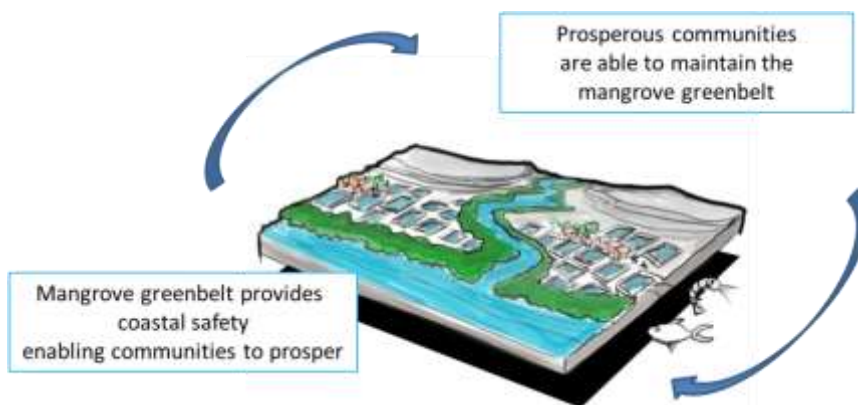 Prosperous communities
are able to maintain the
mangrove greenbelt
Mangrove greenbelt provides
coastal safety
enabling communities to prosper